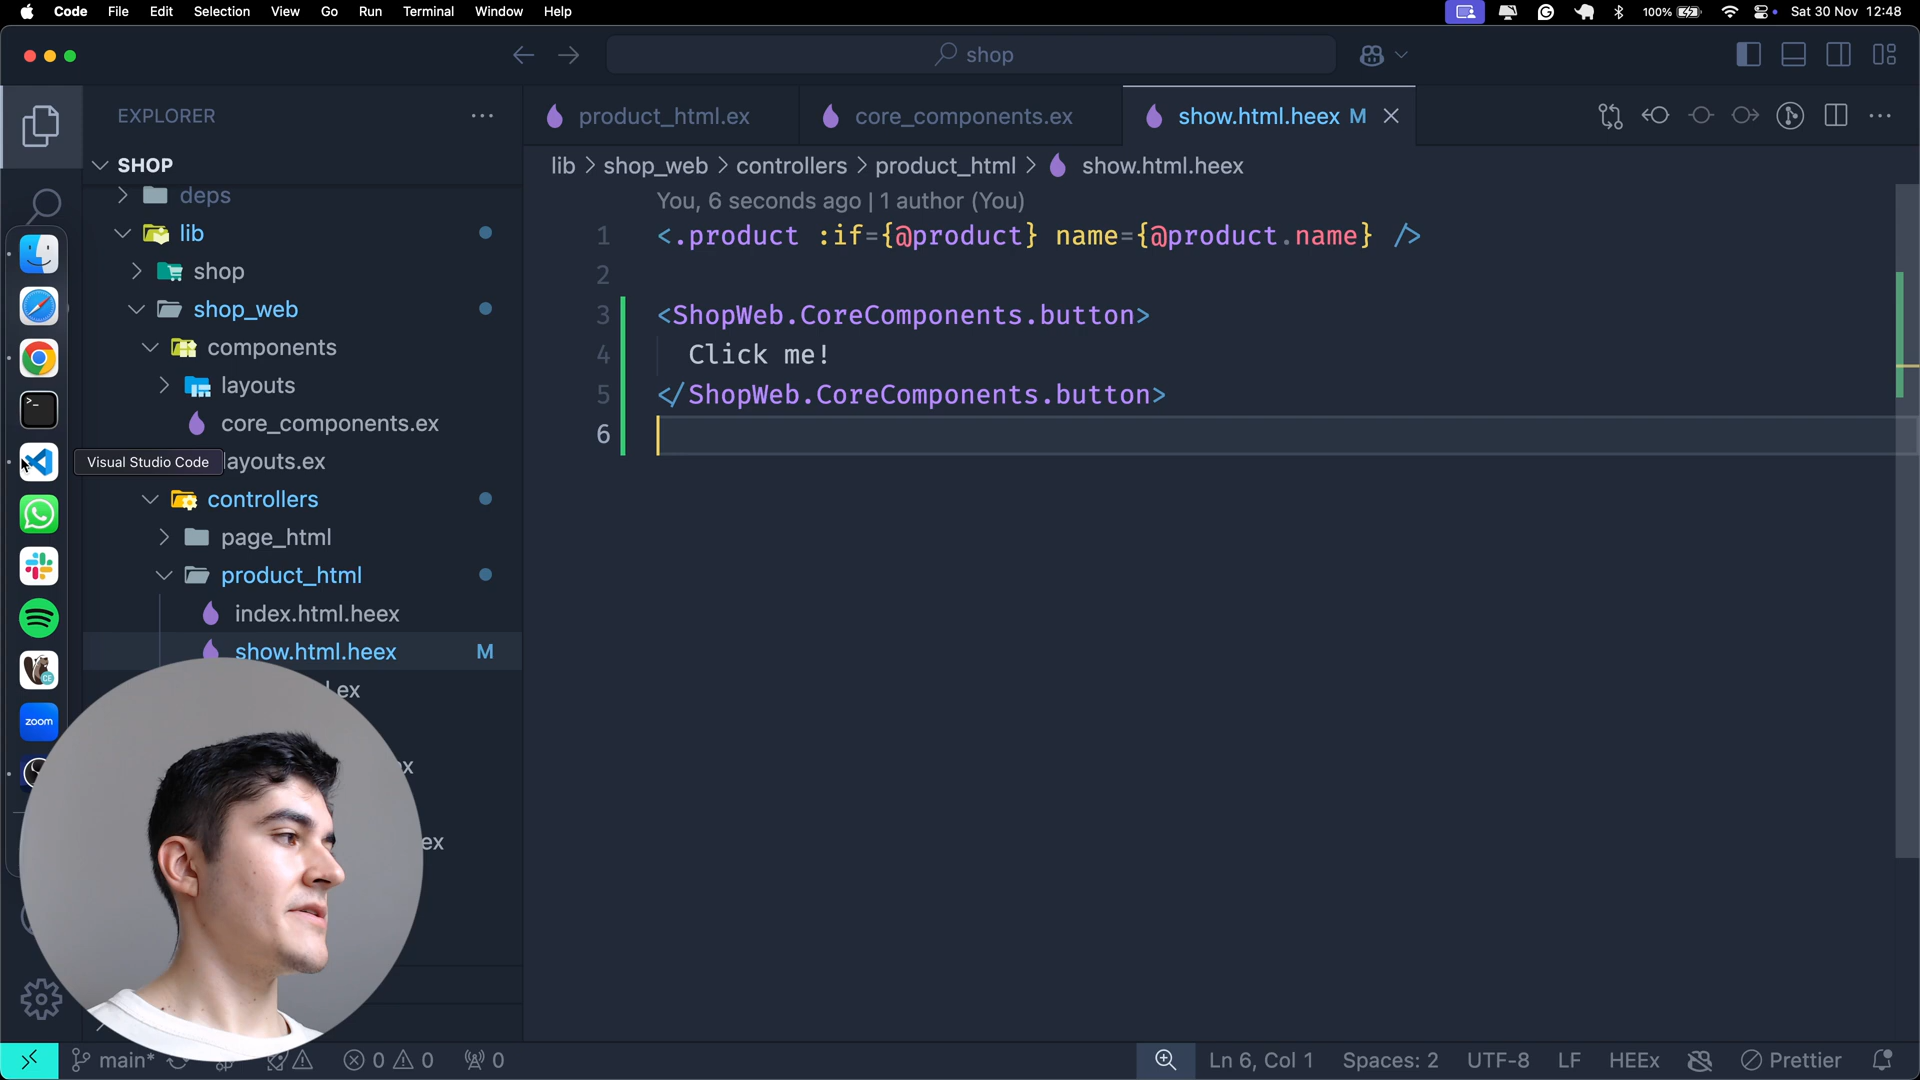 Code File Edit Selection View Go Run Terminal Window Help
100% Sat 30 Nov 12:48
shop
EXPLORER
product_html.ex core_components.ex show.html.heex M
SHOP
lib > shop_web > controllers > product_html > show.html.heex
deps
lib
shop
shop_web
components
layouts
core_components.ex
layouts.ex
Visual Studio Code
controllers
page_html
product_html
index.html.heex
show.html.heex M
.ex
ex
zoom
You, 6 seconds ago | 1 author (You)
1 <.product :if={@product} name={@product.name} />
2
3 <ShopWeb.CoreComponents.button>
4 Click me!
5 </ShopWeb.CoreComponents.button>
6
main* 0 0 0 Ln 6, Col 1 Spaces: 2 UTF-8 LF HEEx Prettier